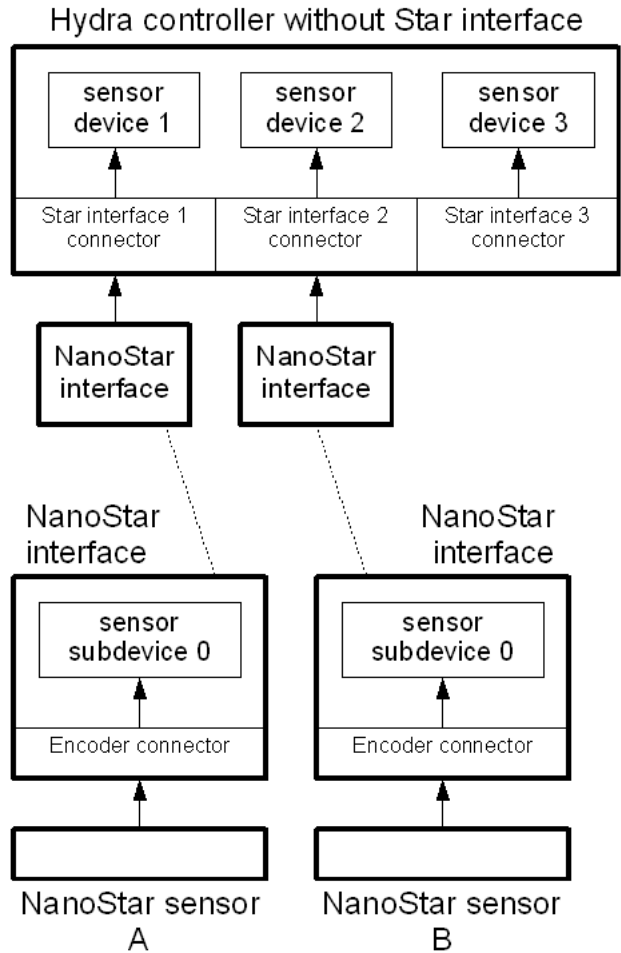 Hydra controller without Star interface
sensor
device 1
sensor
device 2
sensor
device 3
Star interface 1
connector
Star interface 2
connector
Star interface 3
connector
NanoStar
interface
NanoStar
interface
NanoStar
interface
NanoStar
interface
sensor
subdevice 0
sensor
subdevice 0
Encoder connector
Encoder connector
NanoStar sensor
A
NanoStar sensor
B